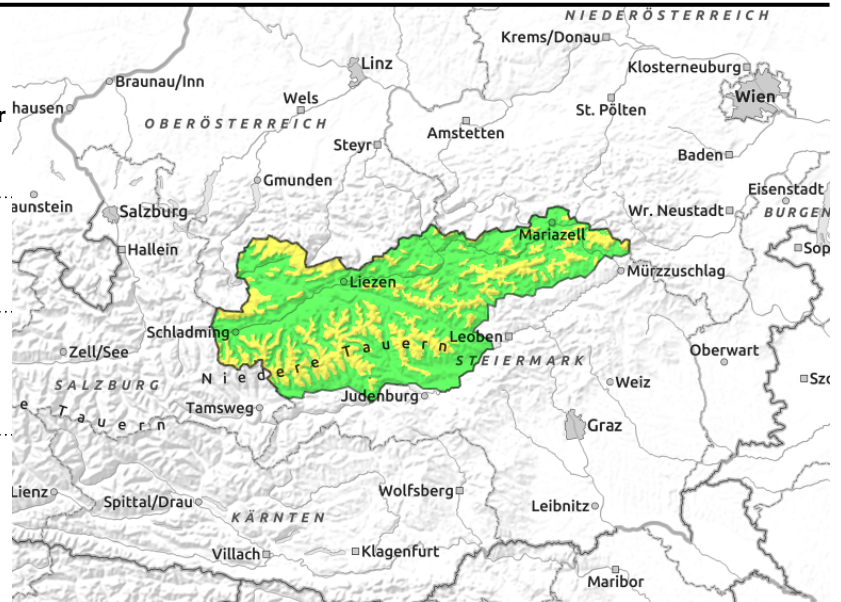 NIEDERÖSTERREICH
Krems/Donau
Linz
Klosterneuburg
Braunau/Inn
Wien
hausen
Wels
St. Pölten
r
OBERÖSTERREICH
Amstetten
Steyr
Baden
Gmunden
Eisenstadt
aunstein
Salzburg
Wr. Neustadt
BURGEN
Mariazell
Hallein
Sop
Mürzzuschlag
Liezen
Schladming
Leoben
Zell/See
Niedere Tauern
STEIERMARK
Oberwart
SALZBURG
Weiz
Szo
Tamsweg
Judenburg
e Tauern
Graz
Lienz
Spittal/Drau
Wolfsberg
Leibnitz
KÄRNTEN
Villach
Klagenfurt
Maribor